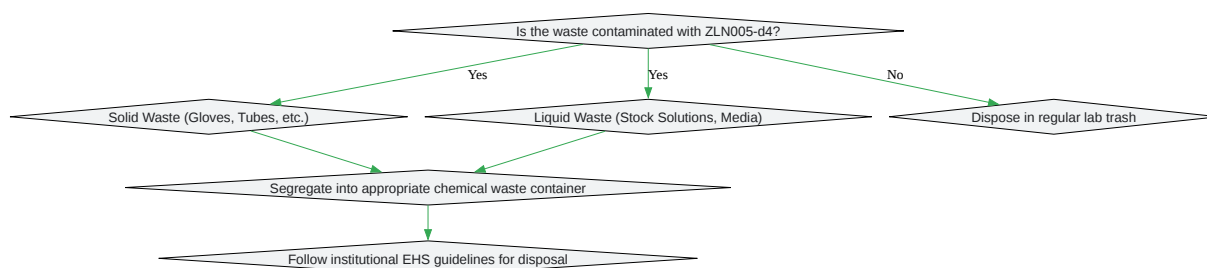 Is the waste contaminated with ZLN005-d4?
Yes
Yes
No
Solid Waste (Gloves, Tubes, etc.)
Liquid Waste (Stock Solutions, Media)
Dispose in regular lab trash
Segregate into appropriate chemical waste container
Follow institutional EHS guidelines for disposal